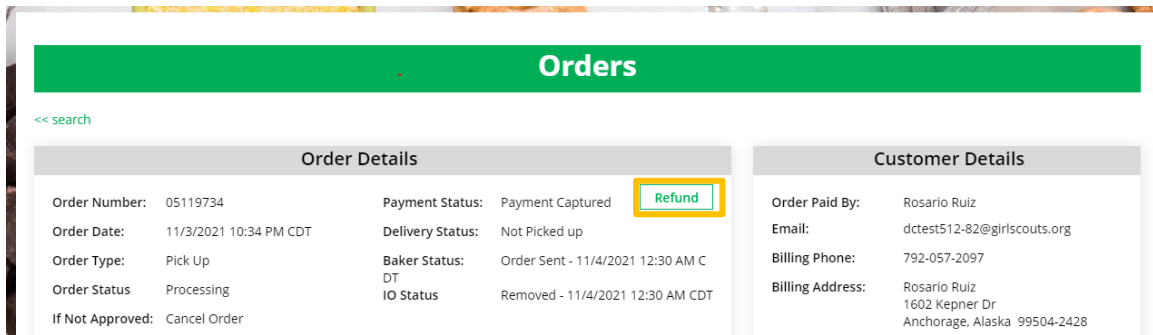 Orders
<< search
Order Details
Order Number: 05119734
Payment Status: Payment Captured
Refund
Order Date: 11/3/2021 10:34 PM CDT
Delivery Status: Not Picked up
Order Type: Pick Up
Baker Status: Order Sent - 11/4/2021 12:30 AM C
DT
Order Status Processing
IO Status Removed - 11/4/2021 12:30 AM CDT
If Not Approved: Cancel Order
Customer Details
Order Paid By: Rosario Ruiz
Email: dctest512-82@girlscouts.org
Billing Phone: 792-057-2097
Billing Address: Rosario Ruiz
1602 Kepner Dr
Anchorage, Alaska 99504-2428